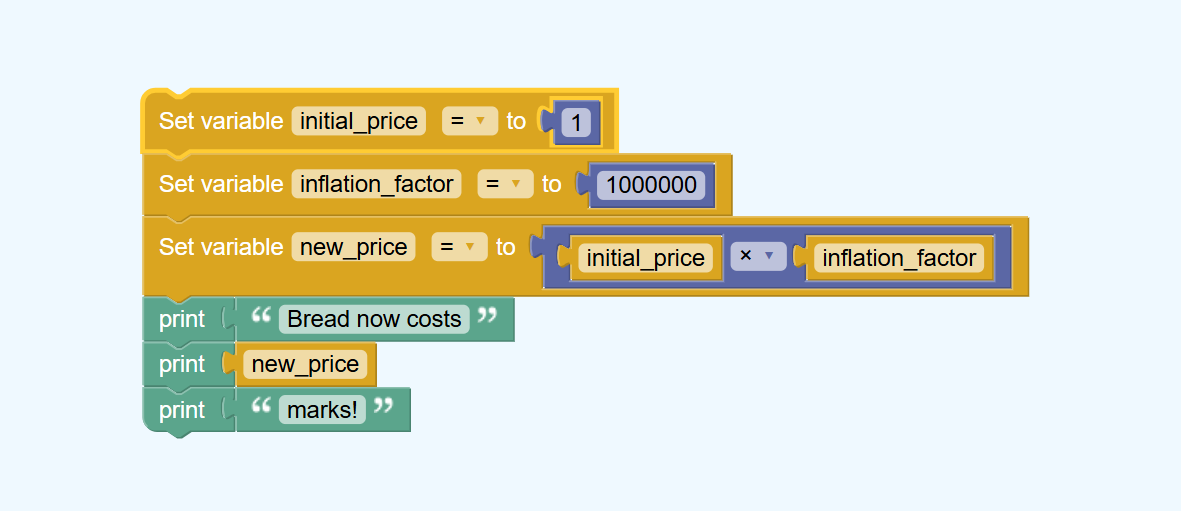 Set variable initial_price = to 1
Set variable inflation_factor = to 1000000
Set variable new_price = to initial_price × inflation_factor
print “ Bread now costs ”
print new_price
print “ marks! ”